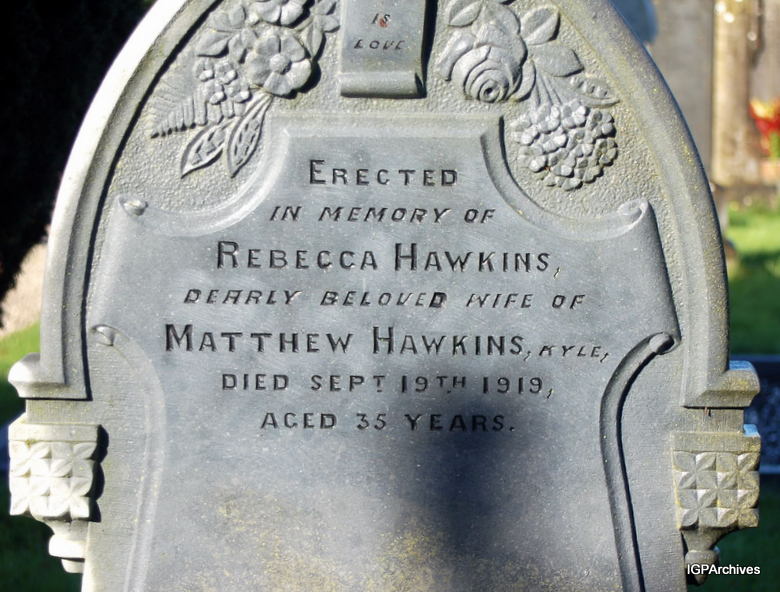 IS
LOVE
ERECTED
IN MEMORY OF
REBECCA HAWKINS,
DEARLY BELOVED WIFE OF
MATTHEW HAWKINS, KYLE,
DIED SEPT 19TH 1919,
AGED 35 YEARS.
IGPArchives